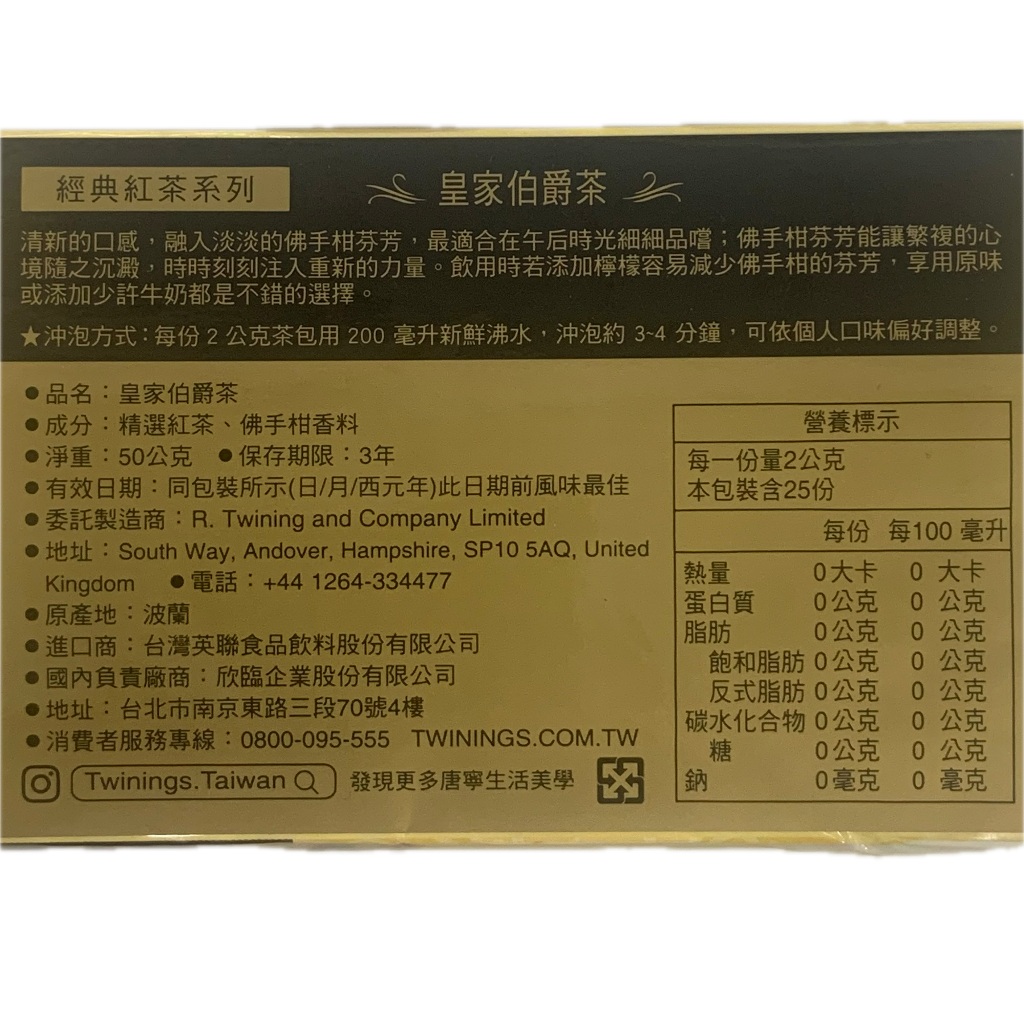 經典紅茶系列
皇家伯爵茶
清新的口感，融入淡淡的佛手柑芬芳，最適合在午后時光細細品嚐；佛手柑芬芳能讓繁複的心
境隨之沉澱，時時刻刻注入重新的力量。飲用時若添加檸檬容易減少佛手柑的芬芳，享用原味
或添加少許牛奶都是不錯的選擇。
★沖泡方式：每份 2 公克茶包用 200 毫升新鮮沸水，沖泡約 3~4 分鐘，可依個人口味偏好調整。
●品名：皇家伯爵茶
●成分：精選紅茶、佛手柑香料
●淨重：50公克 ●保存期限：3年
●有效日期：同包裝所示(日/月/西元年)此日期前風味最佳
●委託製造商：R. Twining and Company Limited
●地址：South Way, Andover, Hampshire, SP10 5AQ, United
Kingdom ●電話：+44 1264-334477
●原產地：波蘭
●進口商：台灣英聯食品飲料股份有限公司
●國內負責廠商：欣臨企業股份有限公司
●地址：台北市南京東路三段70號4樓
●消費者服務專線：0800-095-555 TWININGS.COM.TW
Twinings.Taiwan 發現更多唐寧生活美學
營養標示
每一份量2公克
本包裝含25份
每份 每100 毫升
熱量 0大卡 0 大卡
蛋白質 0公克 0 公克
脂肪 0公克 0 公克
飽和脂肪 0公克 0 公克
反式脂肪 0公克 0 公克
碳水化合物 0公克 0 公克
糖 0公克 0 公克
鈉 0毫克 0 毫克